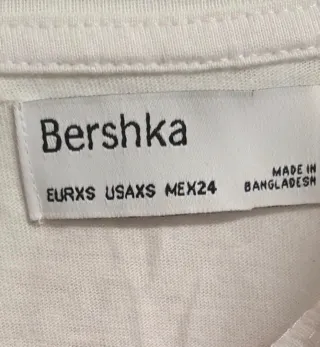 Bershka
EURXS USAXS MEX24
MADE IN
BANGLADESH